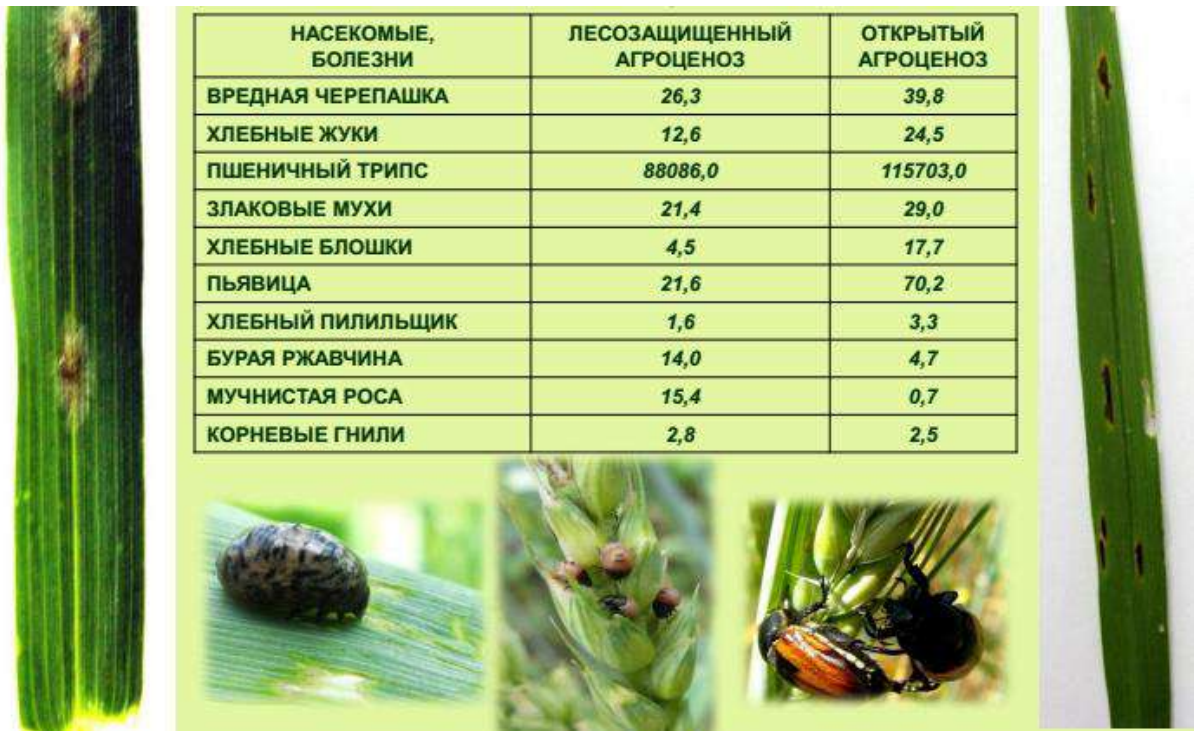 НАСЕКОМЫЕ,
БОЛЕЗНИ
ЛЕСОЗАЩИЩЕННЫЙ
АГРОЦЕНОЗ
ОТКРЫТЫЙ
АГРОЦЕНОЗ
ВРЕДНАЯ ЧЕРЕПАШКА 26,3 39,8
ХЛЕБНЫЕ ЖУКИ 12,6 24,5
ПШЕНИЧНЫЙ ТРИПС 88086,0 115703,0
ЗЛАКОВЫЕ МУХИ 21,4 29,0
ХЛЕБНЫЕ БЛОШКИ 4,5 17,7
ПЬЯВИЦА 21,6 70,2
ХЛЕБНЫЙ ПИЛИЛЬЩИК 1,6 3,3
БУРАЯ РЖАВЧИНА 14,0 4,7
МУЧНИСТАЯ РОСА 15,4 0,7
КОРНЕВЫЕ ГНИЛИ 2,8 2,5